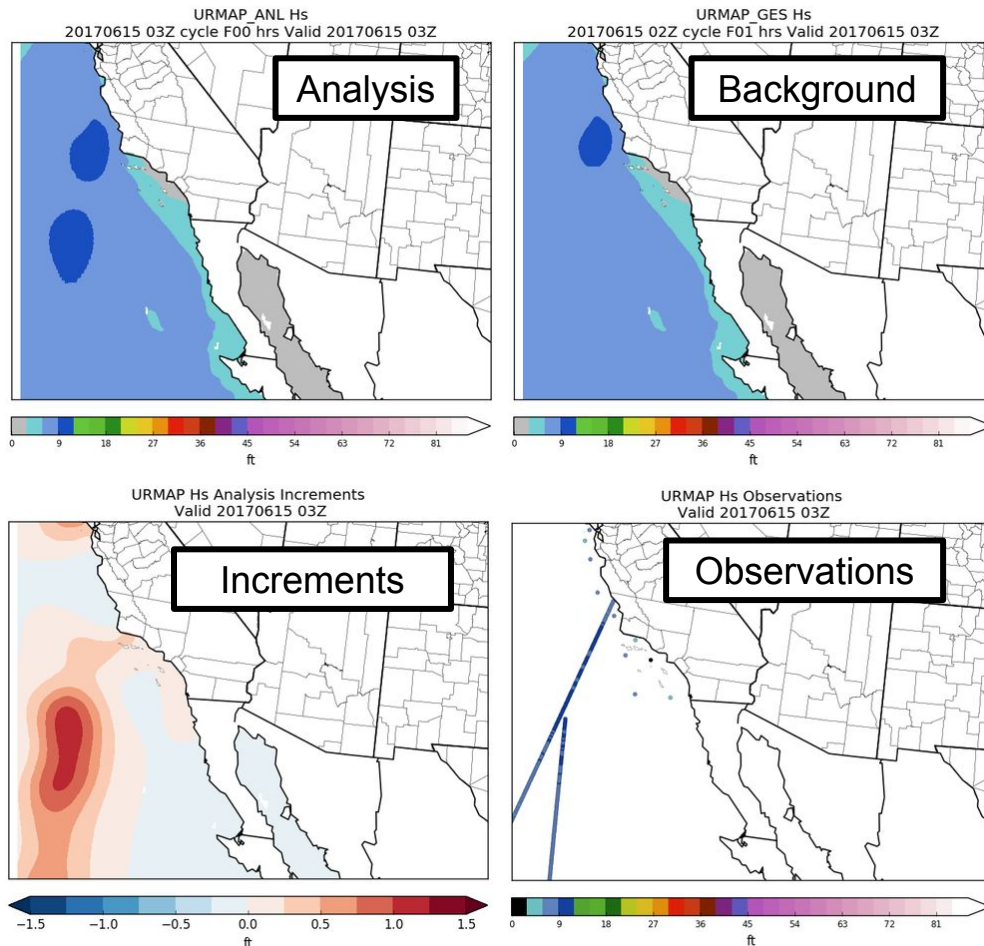 URMAP_ANL Hs
20170615 03Z cycle F00 hrs Valid 20170615 03Z
Analysis
0 9 18 27 36 45 54 63 72 81
ft
URMAP_GES Hs
20170615 02Z cycle F01 hrs Valid 20170615 03Z
Background
0 9 18 27 36 45 54 63 72 81
ft
URMAP Hs Analysis Increments
Valid 20170615 03Z
Increments
−1.5 −1.0 −0.5 0.0 0.5 1.0 1.5
ft
URMAP Hs Observations
Valid 20170615 03Z
Observations
0 9 18 27 36 45 54 63 72 81
ft